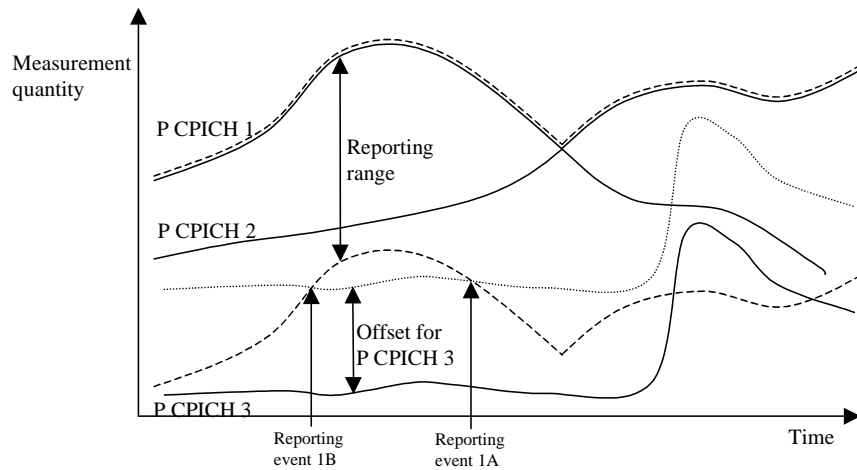 Measurement
quantity
P CPICH 1
Reporting
range
P CPICH 2
Offset for
P CPICH 3
P CPICH 3
Reporting
event 1B
Reporting
event 1A
Time